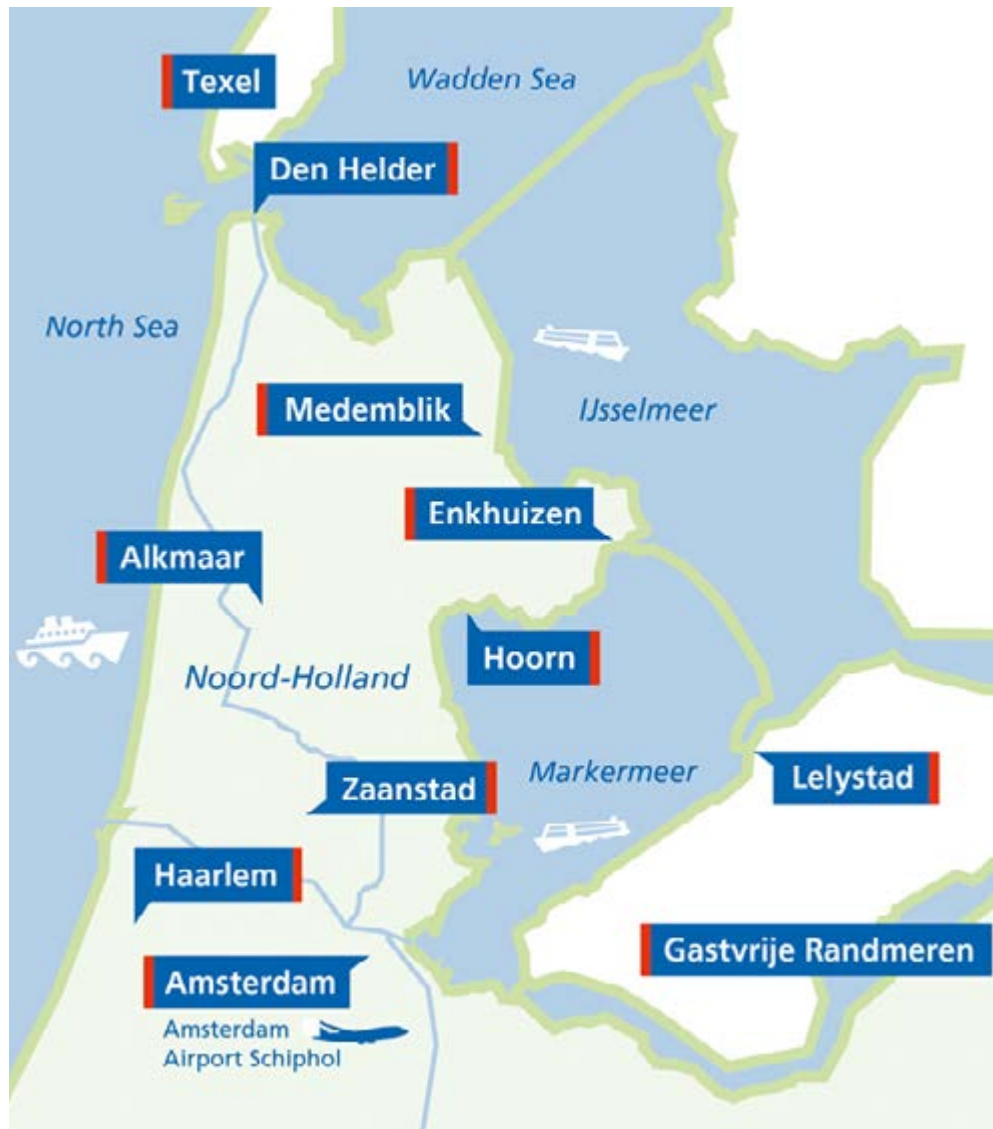 Texel
Wadden Sea
Den Helder
North Sea
Medemblik
IJsselmeer
Enkhuizen
Alkmaar
Hoorn
Noord-Holland
Markermeer
Lelystad
Zaanstad
Haarlem
Gastvrije Randmeren
Amsterdam
Amsterdam
Airport Schiphol